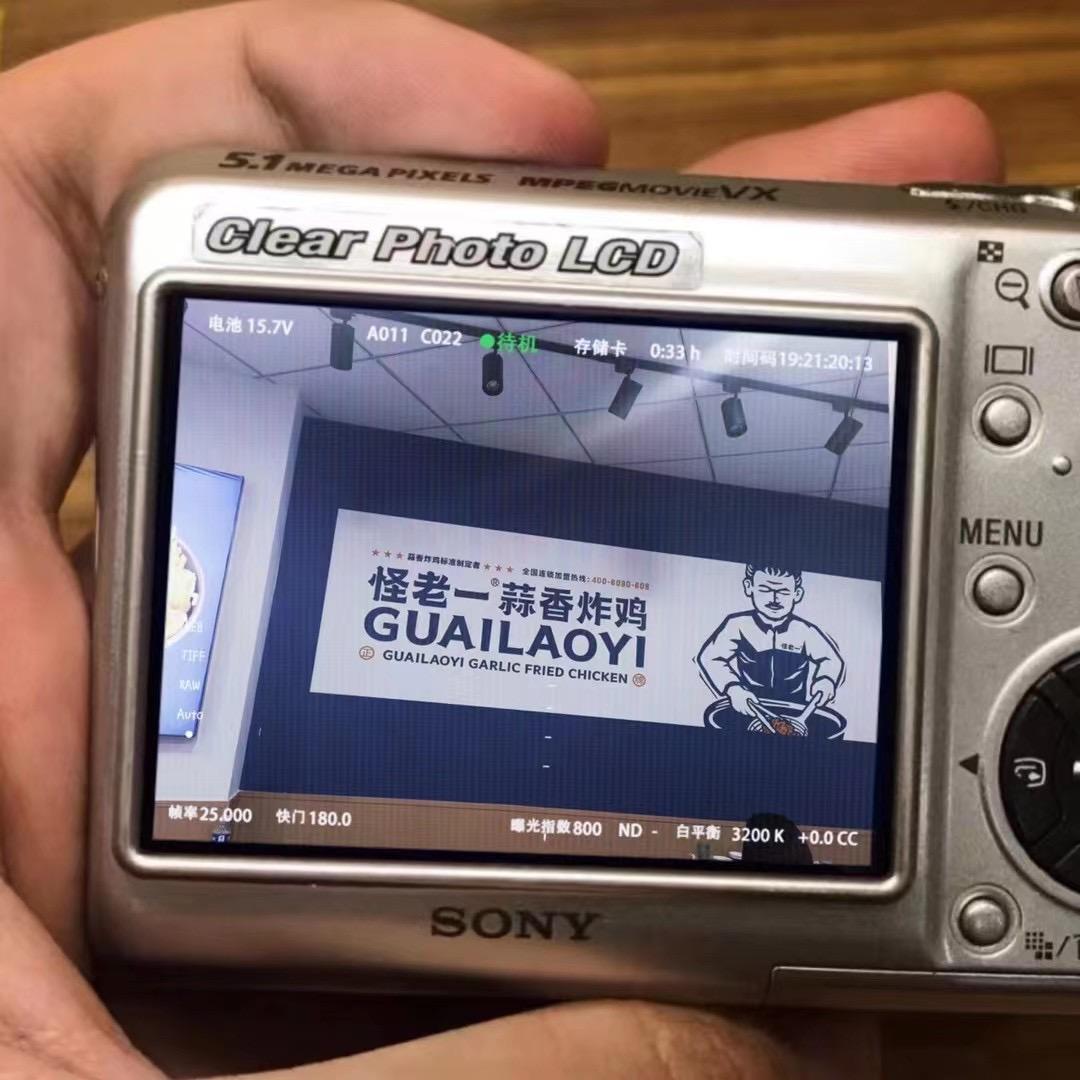 5.1 MEGA PIXELS MPEGMOVIEVX
Clear Photo LCD
电池 15.7V A011 C022 待机 存储卡 0:33 h 时间码19:21:20:13
★★★ 蒜香炸鸡标准制定者 ★★★ 全国连锁加盟热线:400-6080-608
怪老一®蒜香炸鸡
GUAILAOYI
GUAILAOYI GARLIC FRIED CHICKEN
怪老一
TIFF
RAW
Auto
帧率25.000 快门180.0 曝光指数800 ND - 白平衡 3200 K +0.0 CC
MENU
SONY